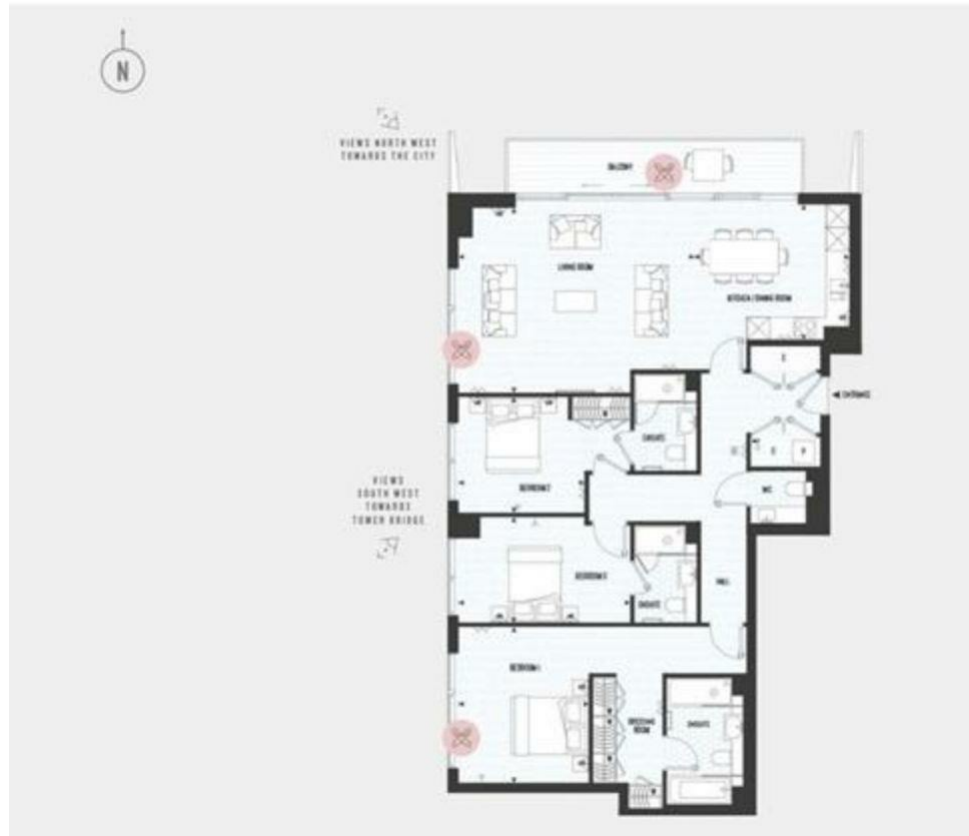 N
VIEWS NORTH WEST
TOWARDS THE CITY
BALCONY
LIVING ROOM
KITCHEN / DINING ROOM
ENTRANCE
ENSUITE
BEDROOM 2
WC
VIEWS
SOUTH WEST
TOWARDS
TOWER BRIDGE
BEDROOM 3
ENSUITE
HALL
BEDROOM 1
DRESSING
ROOM
ENSUITE